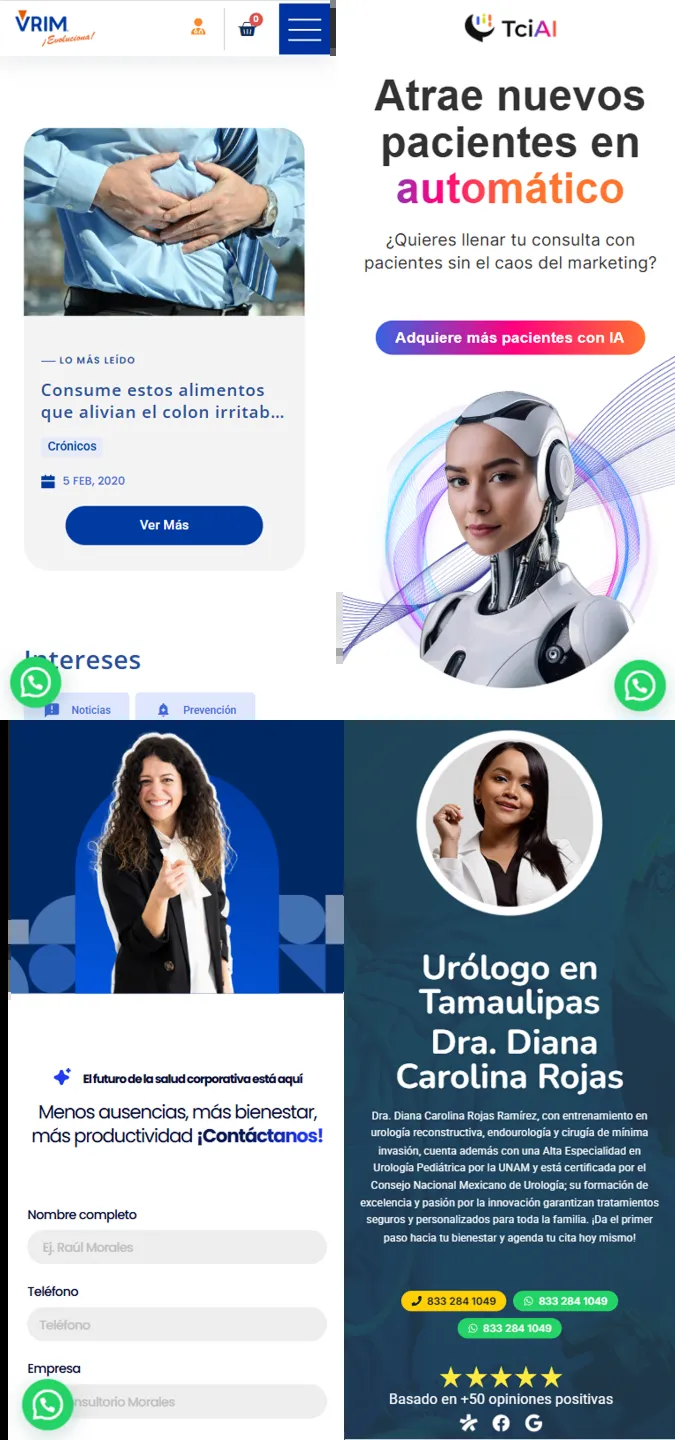 VRIM
¡Evoluciona!
0
LO MÁS LEÍDO
Consume estos alimentos
que alivian el colon irritab...
Crónicos
5 FEB, 2020
Ver Más
Intereses
Noticias
Prevención
TciAI
Atrae nuevos
pacientes en
automático
¿Quieres llenar tu consulta con
pacientes sin el caos del marketing?
Adquiere más pacientes con IA
El futuro de la salud corporativa está aquí
Menos ausencias, más bienestar,
más productividad ¡Contáctanos!
Nombre completo
Ej. Raúl Morales
Teléfono
Teléfono
Empresa
nsultorio Morales
Urólogo en
Tamaulipas
Dra. Diana
Carolina Rojas
Dra. Diana Carolina Rojas Ramírez, con entrenamiento en
urología reconstructiva, endourología y cirugía de mínima
invasión, cuenta además con una Alta Especialidad en
Urología Pediátrica por la UNAM y está certificada por el
Consejo Nacional Mexicano de Urología; su formación de
excelencia y pasión por la innovación garantizan tratamientos
seguros y personalizados para toda la familia. ¡Da el primer
paso hacia tu bienestar y agenda tu cita hoy mismo!
833 284 1049
833 284 1049
833 284 1049
Basado en +50 opiniones positivas